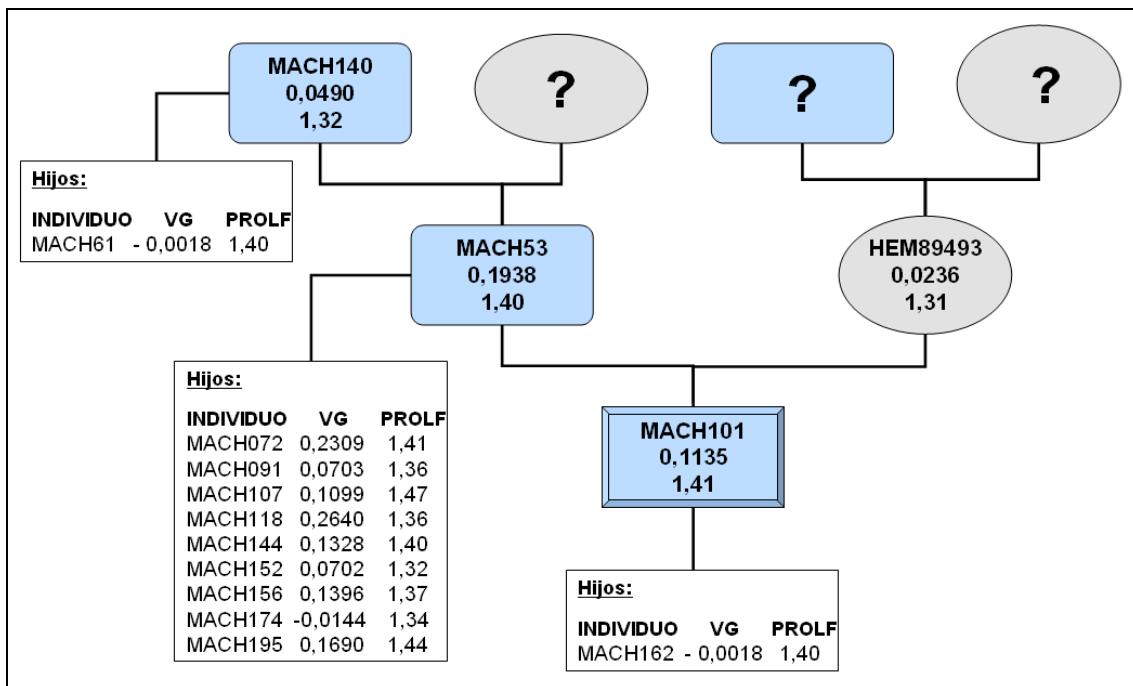 MACH140
0,0490
1,32
?
?
?
Hijos:
INDIVIDUO VG PROLF
MACH61 - 0,0018 1,40
MACH53
0,1938
1,40
HEM89493
0,0236
1,31
Hijos:
INDIVIDUO VG PROLF
MACH072 0,2309 1,41
MACH091 0,0703 1,36
MACH107 0,1099 1,47
MACH118 0,2640 1,36
MACH144 0,1328 1,40
MACH152 0,0702 1,32
MACH156 0,1396 1,37
MACH174 -0,0144 1,34
MACH195 0,1690 1,44
MACH101
0,1135
1,41
Hijos:
INDIVIDUO VG PROLF
MACH162 - 0,0018 1,40